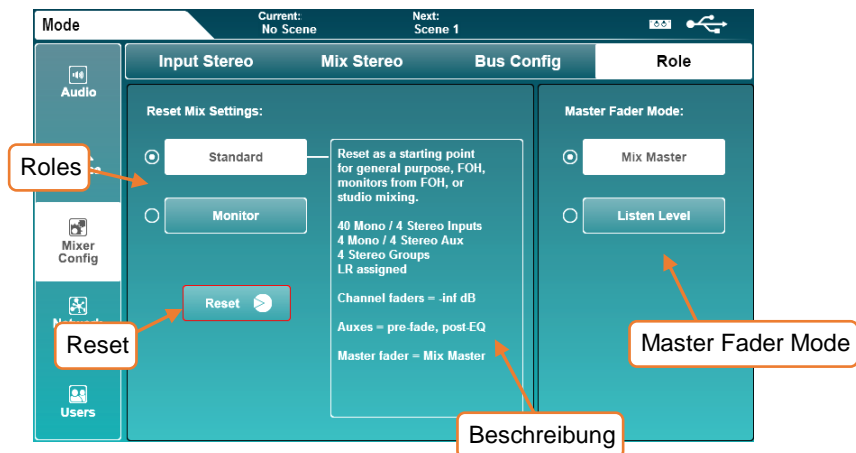 Mode
Current:
No Scene
Next:
Scene 1
Input Stereo
Mix Stereo
Bus Config
Role
Audio
Mixer
Config
Users
Reset Mix Settings:
Standard
Monitor
Reset
Reset as a starting point
for general purpose, FOH,
monitors from FOH, or
studio mixing.
40 Mono / 4 Stereo Inputs
4 Mono / 4 Stereo Aux
4 Stereo Groups
LR assigned
Channel faders = -inf dB
Auxes = pre-fade, post-EQ
Master fader = Mix Master
Master Fader Mode:
Mix Master
Listen Level
Roles
Reset
Beschreibung
Master Fader Mode